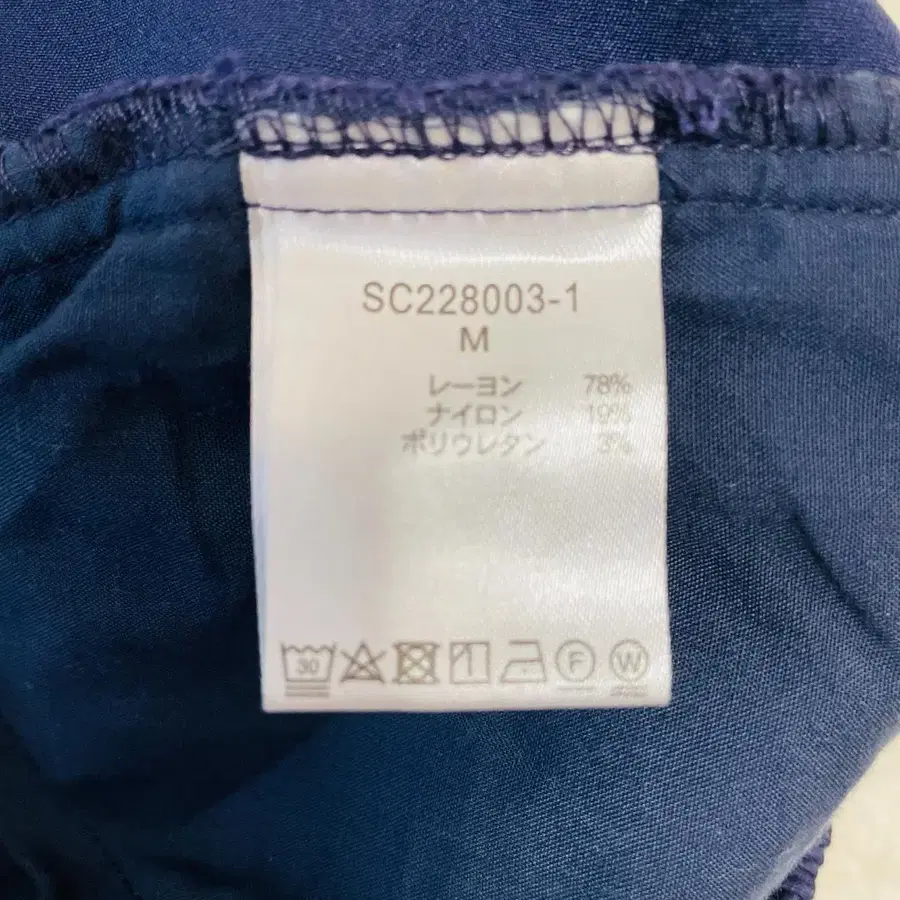 SC228003-1
M
レーヨン 78%
ナイロン 19%
ポリウレタン 3%
30 F W